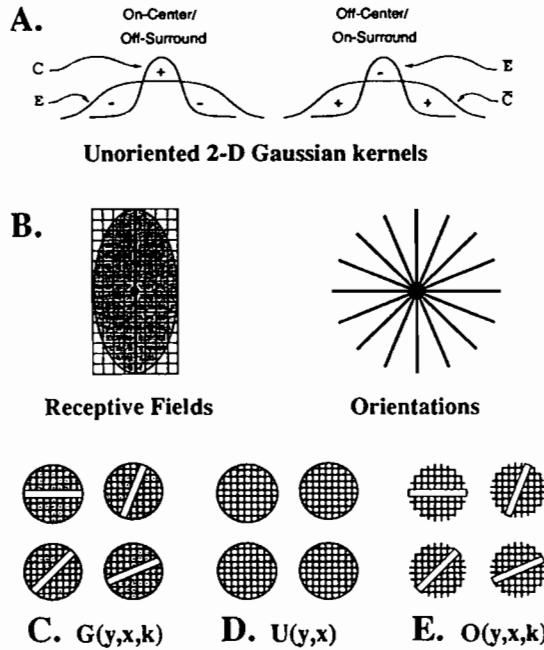 A.
On-Center/
Off-Surround
Off-Center/
On-Surround
C
+
-
E
E
-
-
+
+
C̄
Unoriented 2-D Gaussian kernels
B.
Receptive Fields
Orientations
C. G(y,x,k)
D. U(y,x)
E. O(y,x,k)